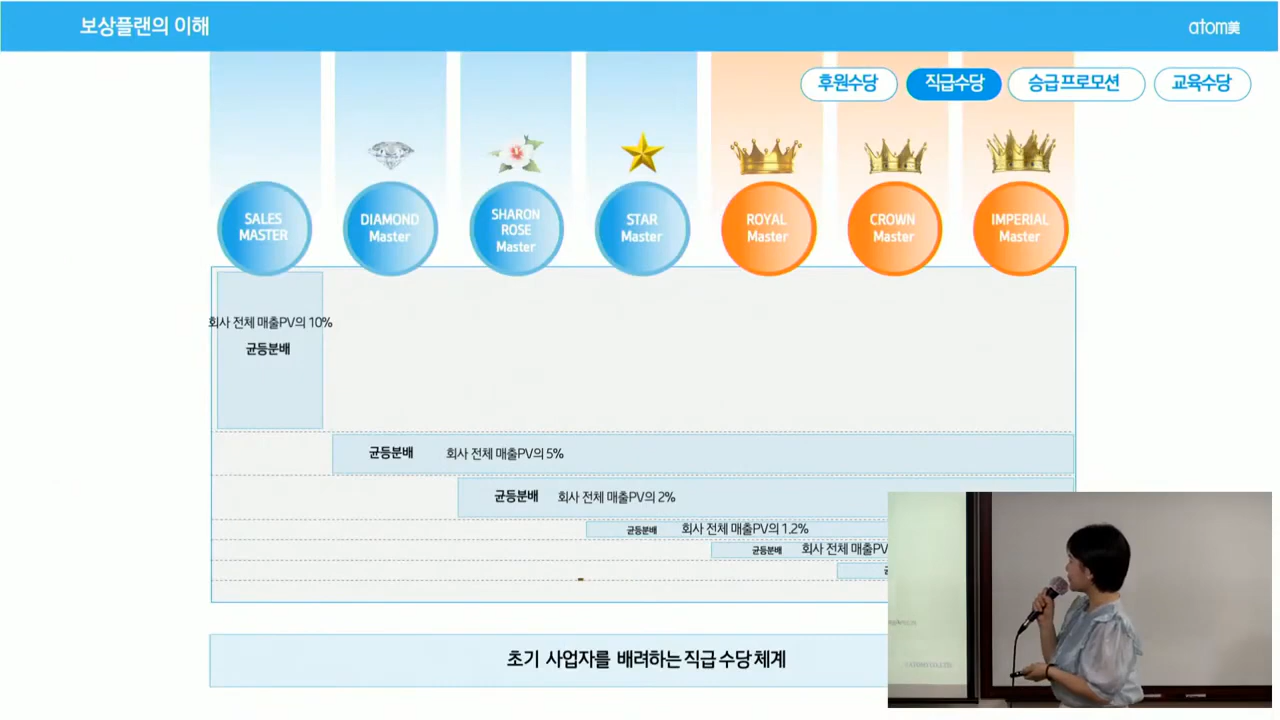 보상플랜의 이해
atom美
후원수당
직급수당
승급프로모션
교육수당
SALES
MASTER
DIAMOND
Master
SHARON
ROSE
Master
STAR
Master
ROYAL
Master
CROWN
Master
IMPERIAL
Master
회사 전체 매출PV의 10%
균등분배
균등분배 회사 전체 매출PV의 5%
균등분배 회사 전체 매출PV의 2%
균등분배 회사 전체 매출PV의 1.2%
균등분배 회사 전체 매출PV
초기 사업자를 배려하는 직급 수당 체계